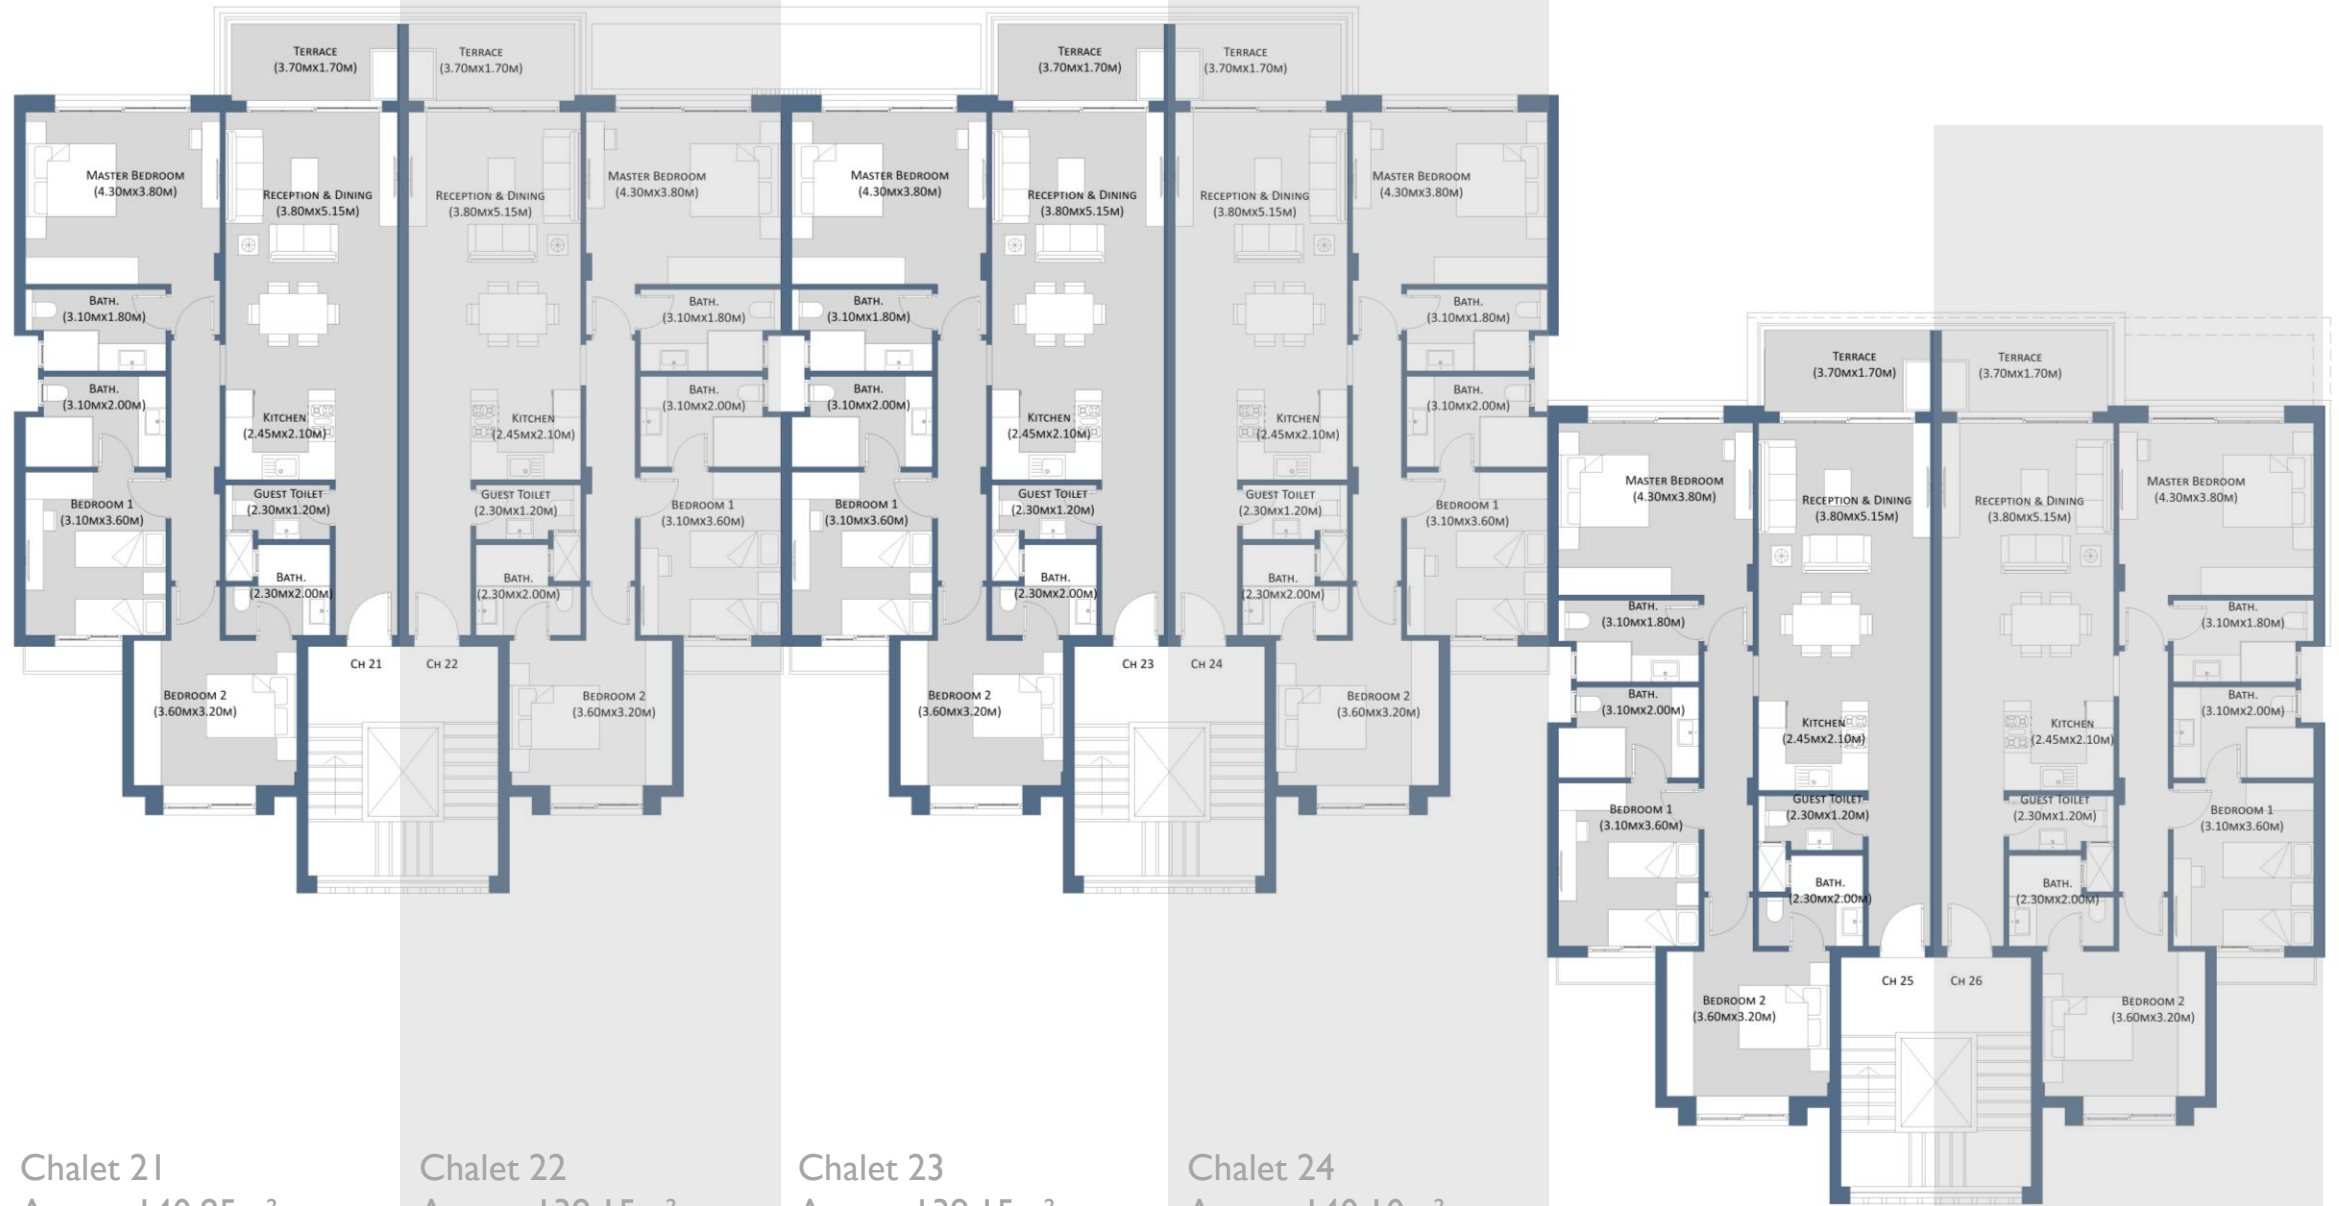 TERRACE
(3.70MX1.70M)
TERRACE
(3.70MX1.70M)
TERRACE
(3.70MX1.70M)
TERRACE
(3.70MX1.70M)
MASTER BEDROOM
(4.30MX3.80M)
RECEPTION & DINING
(3.80MX5.15M)
RECEPTION & DINING
(3.80MX5.15M)
MASTER BEDROOM
(4.30MX3.80M)
MASTER BEDROOM
(4.30MX3.80M)
RECEPTION & DINING
(3.80MX5.15M)
RECEPTION & DINING
(3.80MX5.15M)
MASTER BEDROOM
(4.30MX3.80M)
BATH.
(3.10MX1.80M)
BATH.
(3.10MX1.80M)
BATH.
(3.10MX1.80M)
BATH.
(3.10MX1.80M)
BATH.
(3.10MX2.00M)
BATH.
(3.10MX2.00M)
BATH.
(3.10MX2.00M)
BATH.
(3.10MX2.00M)
KITCHEN
(2.45MX2.10M)
KITCHEN
(2.45MX2.10M)
KITCHEN
(2.45MX2.10M)
KITCHEN
(2.45MX2.10M)
BEDROOM 1
(3.10MX3.60M)
GUEST TOILET
(2.30MX1.20M)
GUEST TOILET
(2.30MX1.20M)
BEDROOM 1
(3.10MX3.60M)
BEDROOM 1
(3.10MX3.60M)
GUEST TOILET
(2.30MX1.20M)
GUEST TOILET
(2.30MX1.20M)
BEDROOM 1
(3.10MX3.60M)
BATH.
(2.30MX2.00M)
BATH.
(2.30MX2.00M)
BATH.
(2.30MX2.00M)
BATH.
(2.30MX2.00M)
CH 21
CH 22
CH 23
CH 24
BEDROOM 2
(3.60MX3.20M)
BEDROOM 2
(3.60MX3.20M)
BEDROOM 2
(3.60MX3.20M)
BEDROOM 2
(3.60MX3.20M)
TERRACE
(3.70MX1.70M)
TERRACE
(3.70MX1.70M)
MASTER BEDROOM
(4.30MX3.80M)
RECEPTION & DINING
(3.80MX5.15M)
RECEPTION & DINING
(3.80MX5.15M)
MASTER BEDROOM
(4.30MX3.80M)
BATH.
(3.10MX1.80M)
BATH.
(3.10MX1.80M)
BATH.
(3.10MX2.00M)
BATH.
(3.10MX2.00M)
KITCHEN
(2.45MX2.10M)
KITCHEN
(2.45MX2.10M)
BEDROOM 1
(3.10MX3.60M)
GUEST TOILET
(2.30MX1.20M)
GUEST TOILET
(2.30MX1.20M)
BEDROOM 1
(3.10MX3.60M)
BATH.
(2.30MX2.00M)
BATH.
(2.30MX2.00M)
CH 25
CH 26
BEDROOM 2
(3.60MX3.20M)
BEDROOM 2
(3.60MX3.20M)
Chalet 21
Chalet 22
Chalet 23
Chalet 24